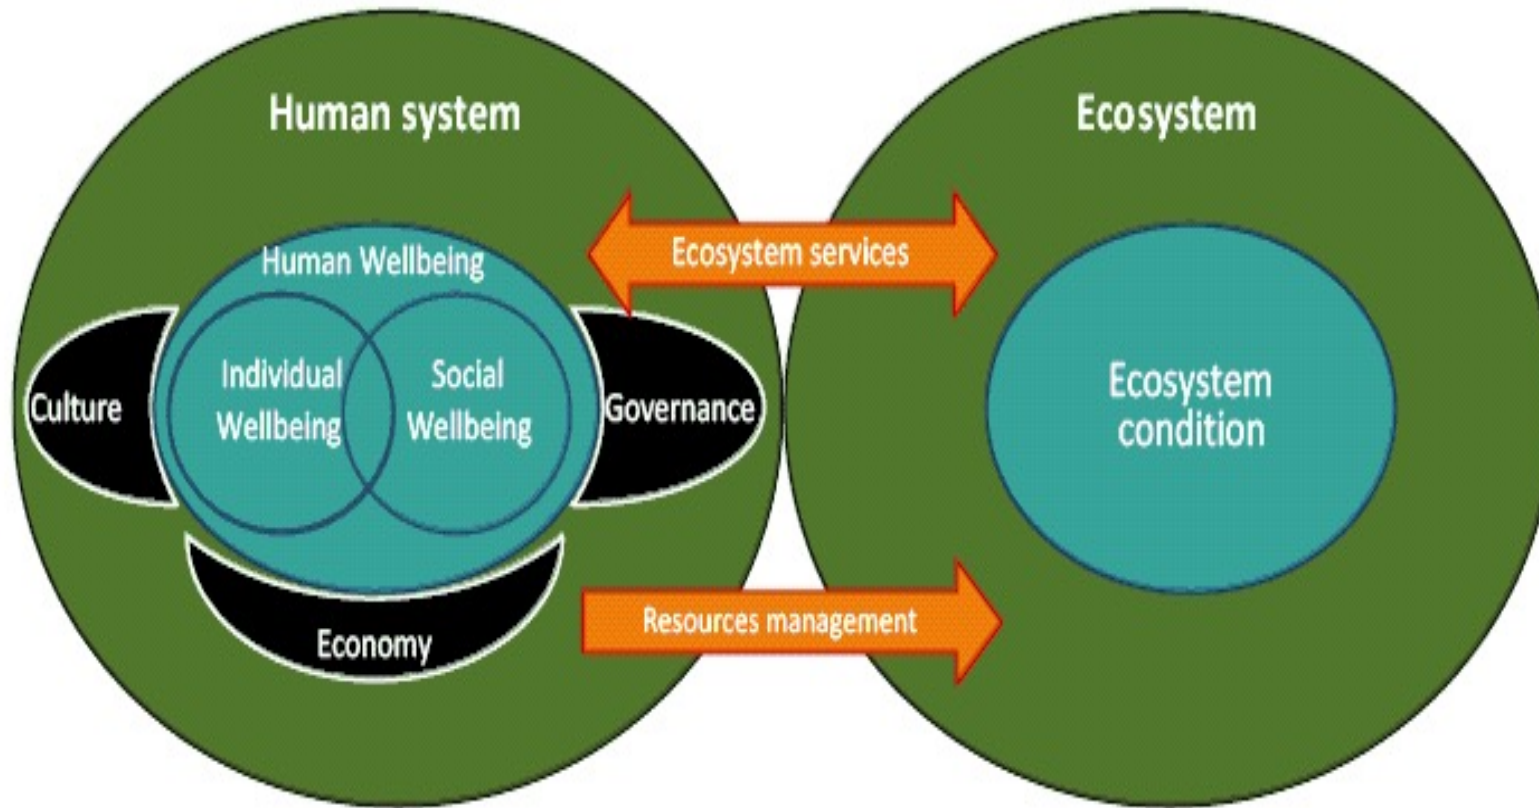 Human system
Ecosystem
Ecosystem services
Human Wellbeing
Individual
Wellbeing
Social
Wellbeing
Culture
Governance
Ecosystem
condition
Resources management
Economy